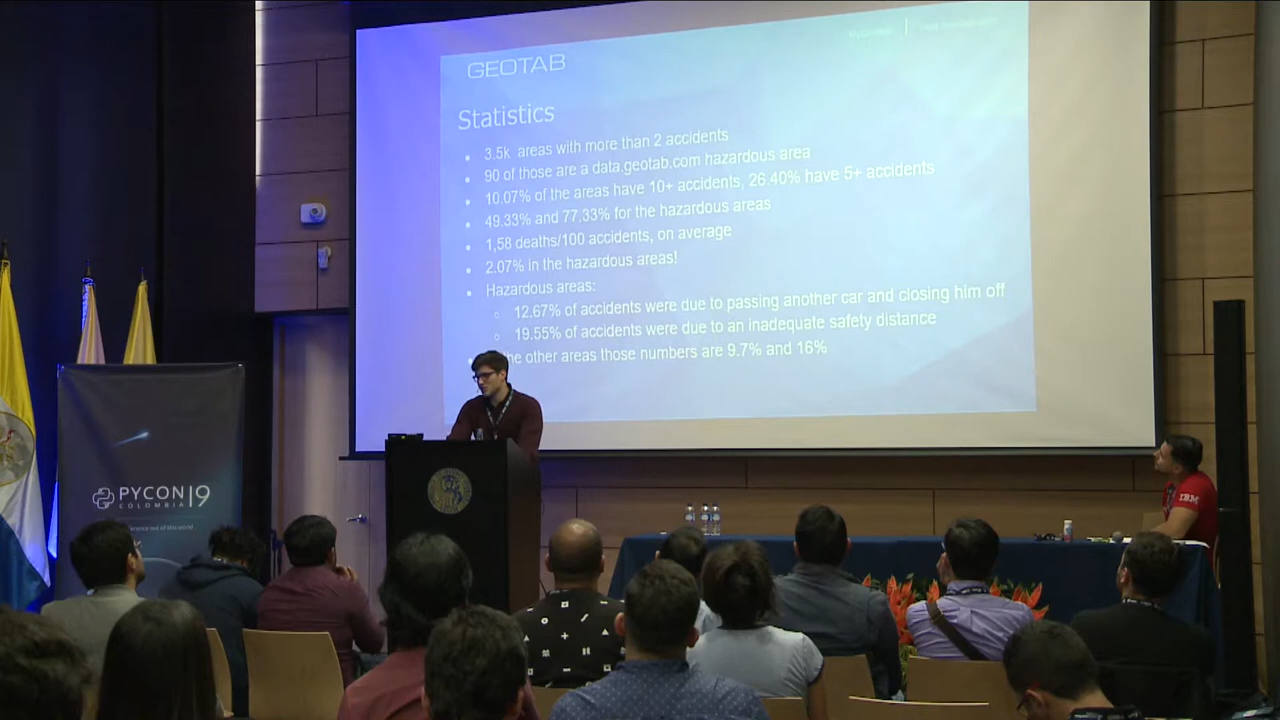 GEOTAB
Statistics
3.5k areas with more than 2 accidents
90 of those are a data.geotab.com hazardous area
10.07% of the areas have 10+ accidents, 26.40% have 5+ accidents
49.33% and 77.33% for the hazardous areas
1,58 deaths/100 accidents, on average
2.07% in the hazardous areas!
Hazardous areas:
12.67% of accidents were due to passing another car and closing him off
19.55% of accidents were due to an inadequate safety distance
the other areas those numbers are 9.7% and 16%
PYCON 19
COLOMBIA
out of this world
IBM